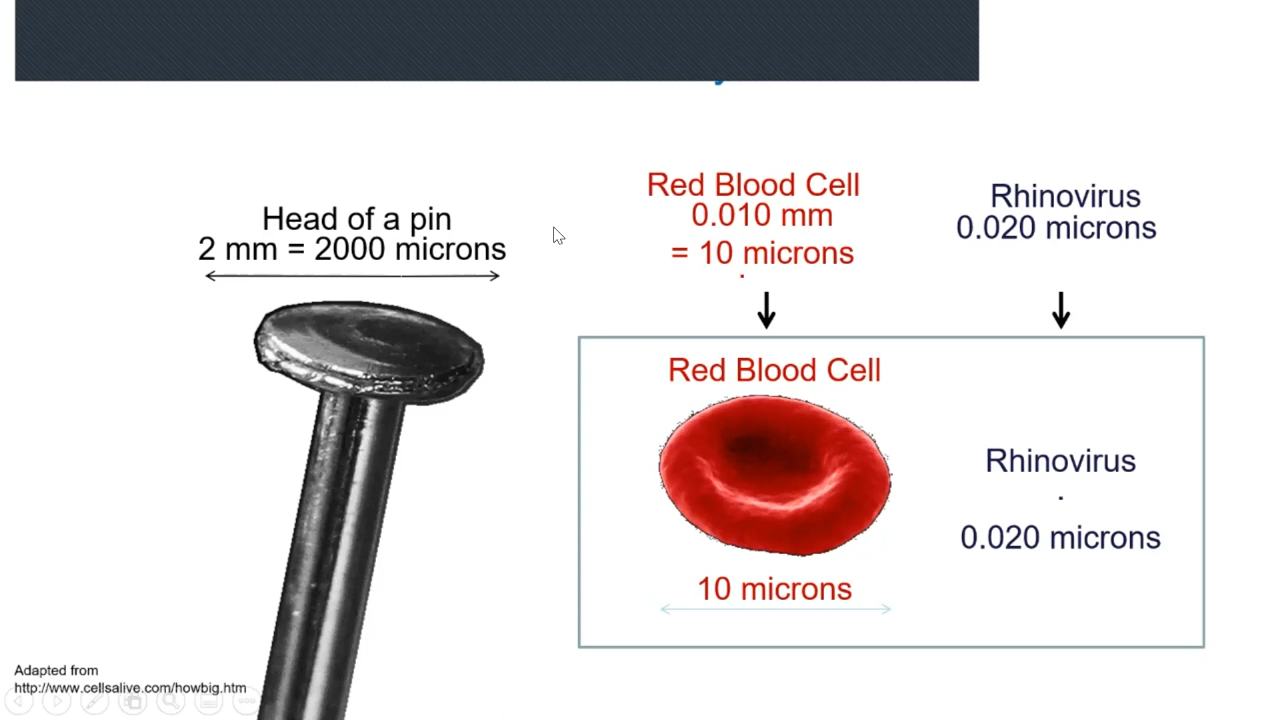 Head of a pin
2 mm = 2000 microns
Red Blood Cell
0.010 mm
= 10 microns
.
Rhinovirus
0.020 microns
Red Blood Cell
10 microns
Rhinovirus
.
0.020 microns
Adapted from
http://www.cellsalive.com/howbig.htm